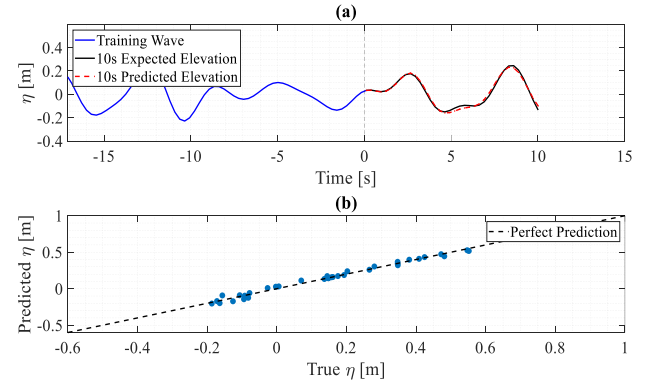 (a)
0.4
0.2
0
-0.2
-0.4
η [m]
Training Wave
10s Expected Elevation
10s Predicted Elevation
-15
-10
-5
0
5
10
15
Time [s]
(b)
1
0.5
0
-0.5
Predicted η [m]
Perfect Prediction
-0.6
-0.4
-0.2
0
0.2
0.4
0.6
0.8
1
True η [m]